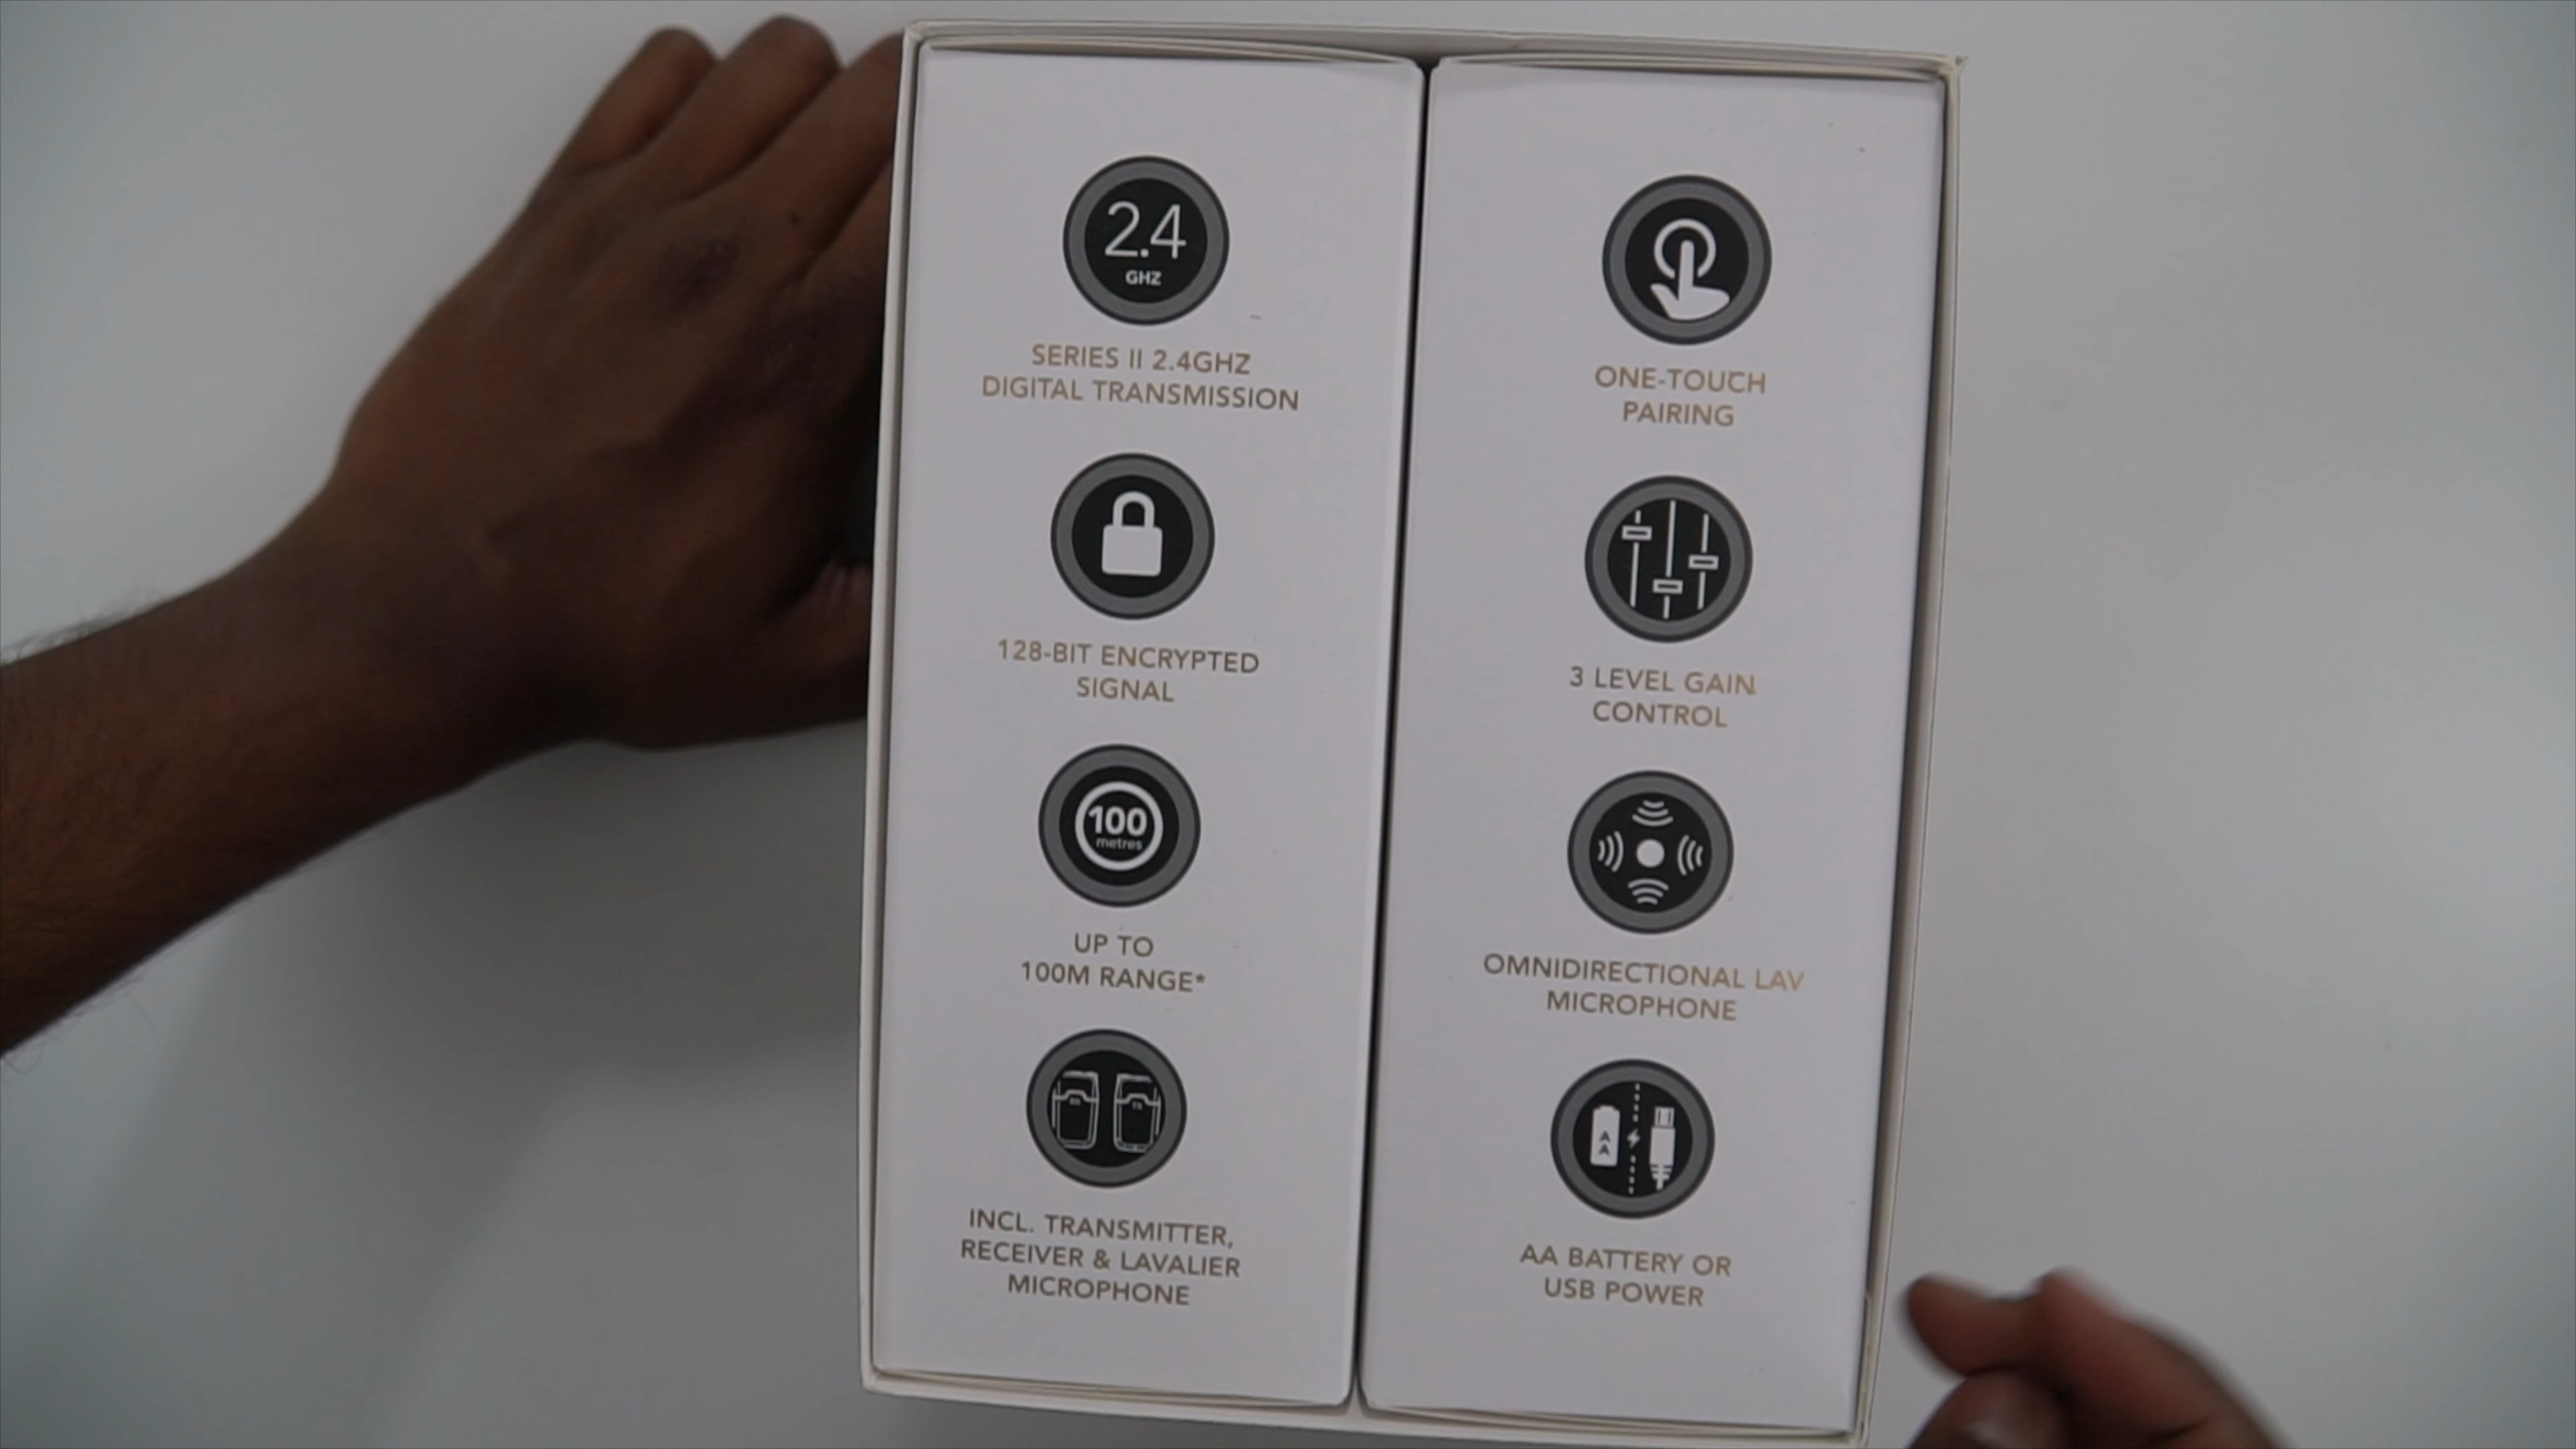 2.4
GHZ
SERIES II 2.4GHZ
DIGITAL TRANSMISSION
128-BIT ENCRYPTED
SIGNAL
100
metres
UP TO
100M RANGE*
INCL. TRANSMITTER,
RECEIVER & LAVALIER
MICROPHONE
ONE-TOUCH
PAIRING
3 LEVEL GAIN
CONTROL
OMNIDIRECTIONAL LAV
MICROPHONE
A
A
AA BATTERY OR
USB POWER